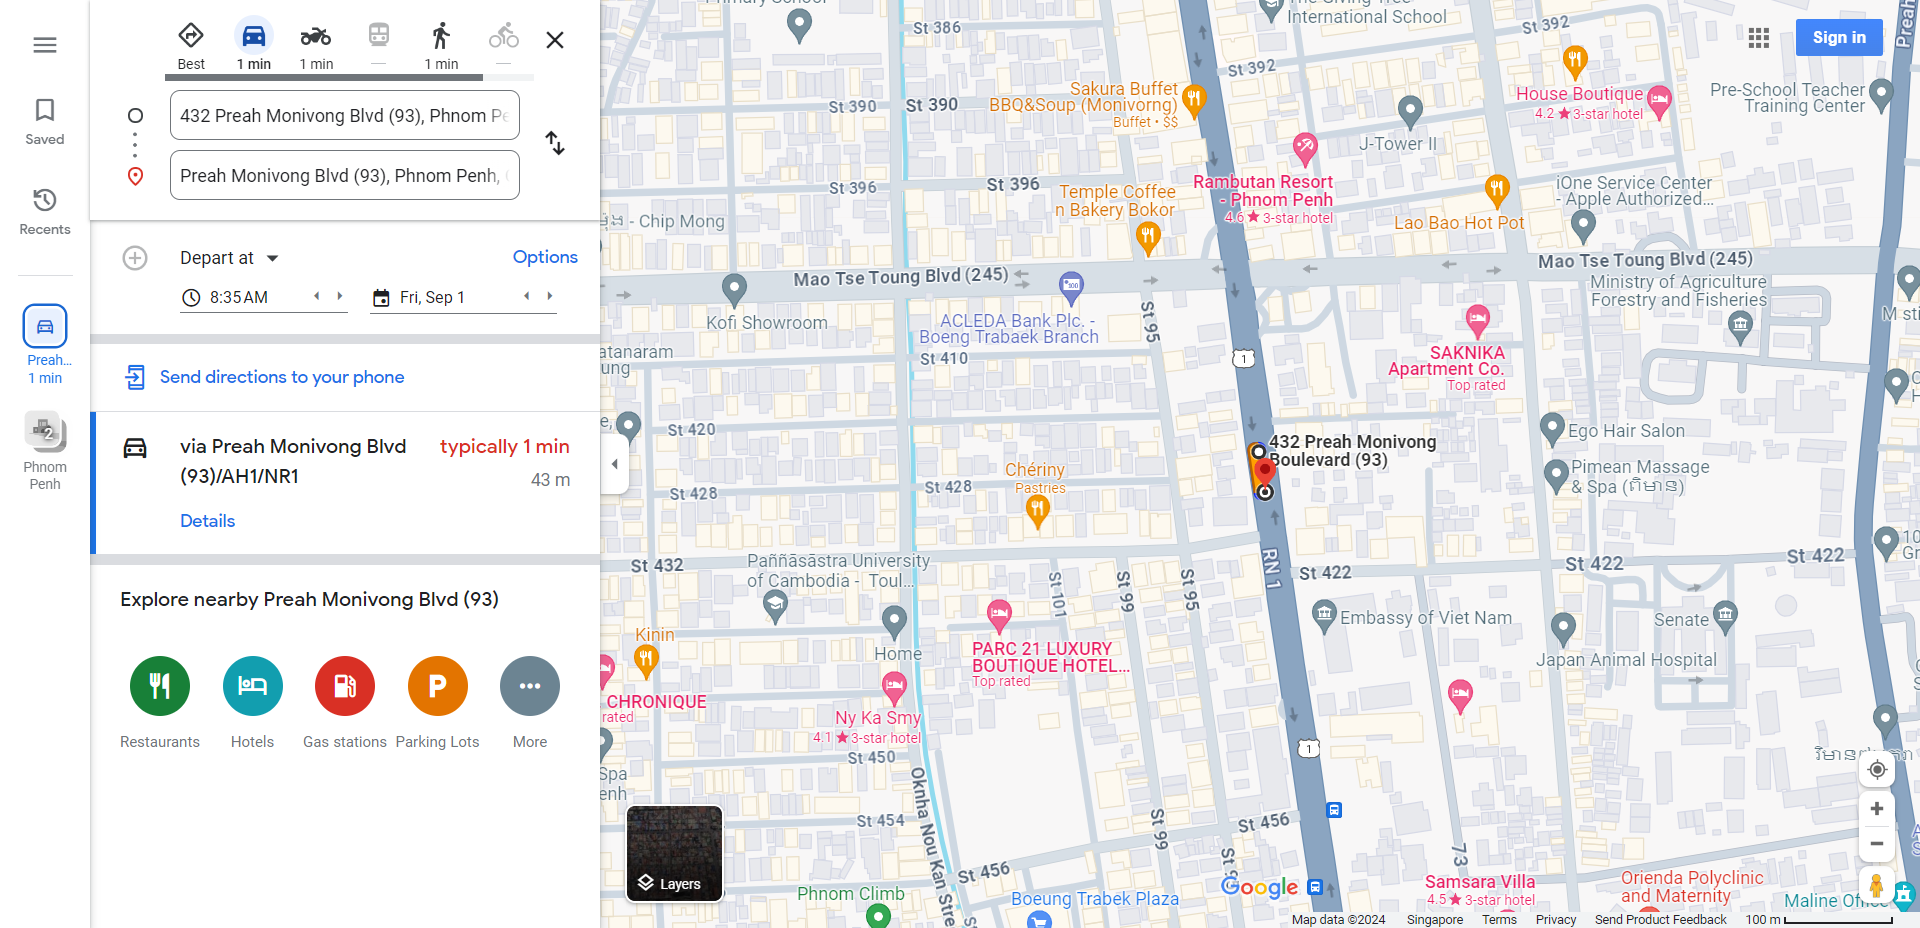 Best
1 min
1 min
—
1 min
—
432 Preah Monivong Blvd (93), Phnom Pe
Preah Monivong Blvd (93), Phnom Penh,
Saved
Recents
Preah...
1 min
2
Phnom
Penh
Depart at
Options
8:35 AM
Fri, Sep 1
Send directions to your phone
via Preah Monivong Blvd
(93)/AH1/NR1
typically 1 min
43 m
Details
Explore nearby Preah Monivong Blvd (93)
P
Restaurants
Hotels
Gas stations
Parking Lots
More
Sign in
International School
St 386
St 392
St 392
Preah
Sakura Buffet
BBQ&Soup (Monivorng)
Buffet • $$
House Boutique
4.2★3-star hotel
Pre-School Teacher
Training Center
St 390
St 390
J-Tower II
St 396
St 396
Temple Coffee
n Bakery Bokor
Rambutan Resort
- Phnom Penh
4.6★3-star hotel
iOne Service Center
- Apple Authorized...
Lao Bao Hot Pot
- Chip Mong
Mao Tse Toung Blvd (245)
Mao Tse Toung Blvd (245)
Ministry of Agriculture
Forestry and Fisheries
Kofi Showroom
ACLEDA Bank Plc. -
Boeng Trabaek Branch
St 95
SAKNIKA
Apartment Co.
Top rated
St 410
1
St 420
432 Preah Monivong
Boulevard (93)
Ego Hair Salon
Pimean Massage
& Spa (ពិមាន)
Chériny
Pastries
St 428
St 428
St 432
Paññāsāstra University
of Cambodia - Toul...
RN 1
St 422
St 422
St 422
St 101
St 99
St 95
Embassy of Viet Nam
Senate
Kinin
Home
PARC 21 LUXURY
BOUTIQUE HOTEL...
Top rated
Japan Animal Hospital
CHRONIQUE
rated
Ny Ka Smy
4.1★3-star hotel
St 450
1
Spa
Oknha Nou Kan Stre
St 454
St 99
St 456
St 456
73
Layers
Phnom Climb
Boeung Trabek Plaza
Google
Samsara Villa
4.5★3-star hotel
Orienda Polyclinic
and Maternity
Map data ©2024
Singapore
Terms
Privacy
Send Product Feedback
100 m